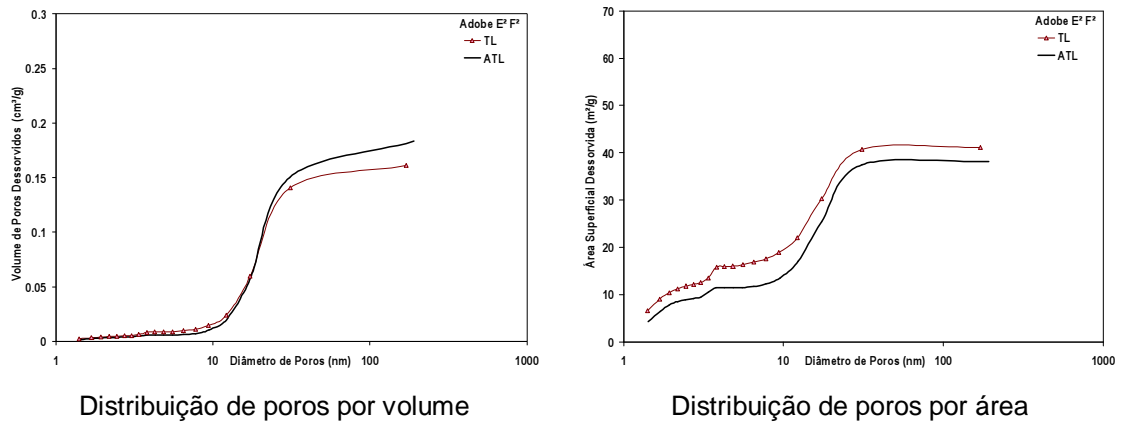 Adobe E² F²
TL
ATL
Volume de Poros Dessorvidos (cm³/g)
0.3
0.25
0.2
0.15
0.1
0.05
0
1
10
100
1000
Diâmetro de Poros (nm)
Distribuição de poros por volume
Adobe E² F²
TL
ATL
Área Superficial Dessorvida (m²/g)
70
60
50
40
30
20
10
0
1
10
100
1000
Diâmetro de Poros (nm)
Distribuição de poros por área